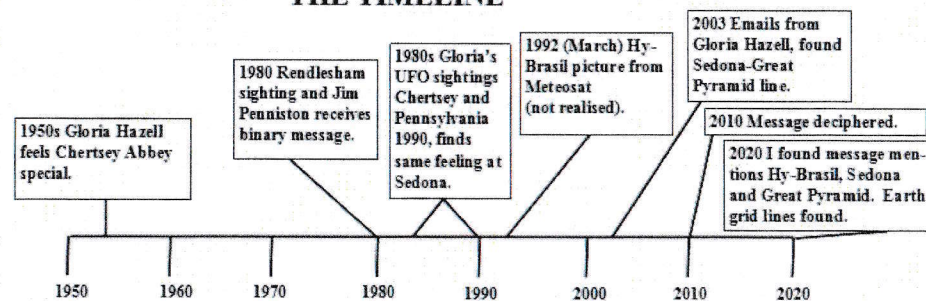 THE TIMELINE
1950s Gloria Hazell
feels Chertsey Abbey
special.
1980 Rendlesham
sighting and Jim
Penniston receives
binary message.
1980s Gloria's
UFO sightings
Chertsey and
Pennsylvania
1990, finds
same feeling at
Sedona.
1992 (March) Hy-
Brasil picture from
Meteosat
(not realised).
2003 Emails from
Gloria Hazell, found
Sedona-Great
Pyramid line.
2010 Message deciphered.
2020 I found message men-
tions Hy-Brasil, Sedona
and Great Pyramid. Earth
grid lines found.
1950 1960 1970 1980 1990 2000 2010 2020